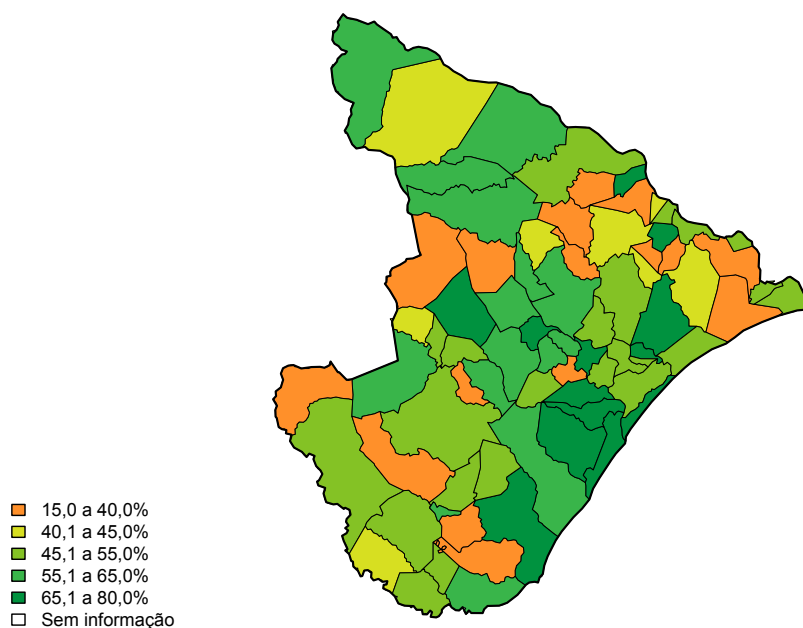 15,0 a 40,0%
40,1 a 45,0%
45,1 a 55,0%
55,1 a 65,0%
65,1 a 80,0%
Sem informação